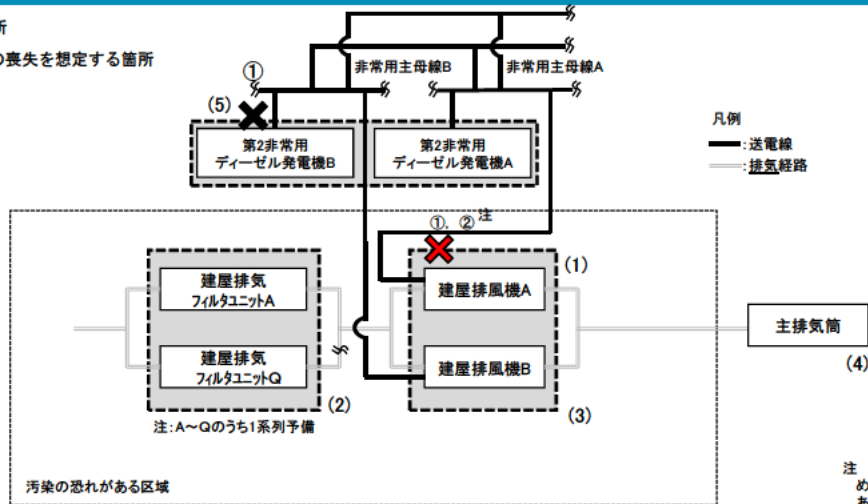 所
の喪失を想定する箇所
①
非常用主母線B
非常用主母線A
(5)
第2非常用
ディーゼル発電機B
第2非常用
ディーゼル発電機A
凡例
:送電線
:排気経路
①, ②注
(1)
建屋排気
フィルタユニットA
建屋排風機A
主排気筒
(4)
建屋排気
フィルタユニットQ
建屋排風機B
(2)
(3)
注:A~Qのうち1系列予備
汚染の恐れがある区域
注
め